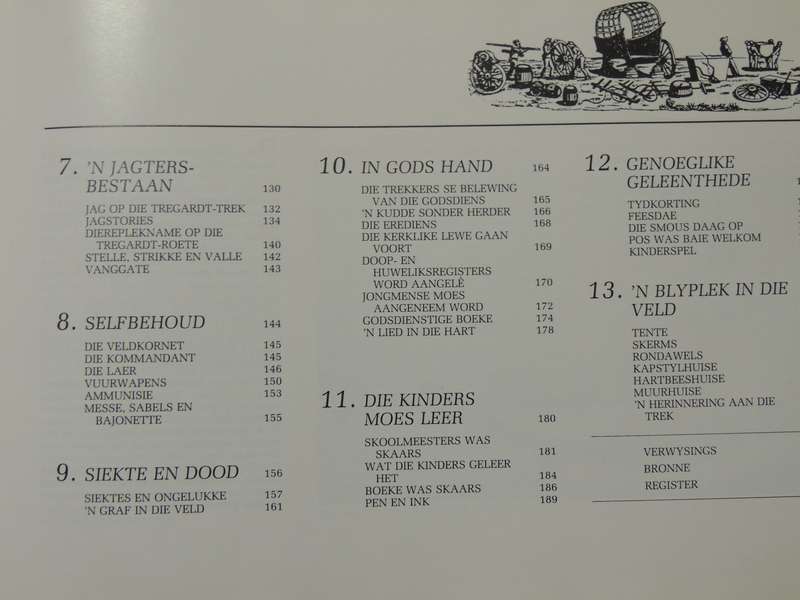 7. 'N JAGTERS-
BESTAAN 130
JAG OP DIE TREGARDT-TREK 132
JAGSTORIES 134
DIEREPLEKNAME OP DIE
TREGARDT-ROETE 140
STELLE, STRIKKE EN VALLE 142
VANGGATE 143
8. SELFBEHOUD 144
DIE VELDKORNET 145
DIE KOMMANDANT 145
DIE LAER 146
VUURWAPENS 150
AMMUNISIE 153
MESSE, SABELS EN
BAJONETTE 155
9. SIEKTE EN DOOD 156
SIEKTES EN ONGELUKKE 157
'N GRAF IN DIE VELD 161
10. IN GODS HAND 164
DIE TREKKERS SE BELEWING
VAN DIE GODSDIENS 165
'N KUDDE SONDER HERDER 166
DIE EREDIENS 168
DIE KERKLIKE LEWE GAAN
VOORT 169
DOOP- EN
HUWELIKSREGISTERS
WORD AANGELÊ 170
JONGMENSE MOES
AANGENEEM WORD 172
GODSDIENSTIGE BOEKE 174
'N LIED IN DIE HART 178
11. DIE KINDERS
MOES LEER 180
SKOOLMEESTERS WAS
SKAARS 181
WAT DIE KINDERS GELEER
HET 184
BOEKE WAS SKAARS 186
PEN EN INK 189
12. GENOEGLIKE
GELEENTHEDE
TYDKORTING
FEESDAE
DIE SMOUS DAAG OP
POS WAS BAIE WELKOM
KINDERSPEL
13. 'N BLYPLEK IN DIE
VELD
TENTE
SKERMS
RONDAWELS
KAPSTYLHUISE
HARTBEESHUISE
MUURHUISE
'N HERINNERING AAN DIE
TREK
VERWYSINGS
BRONNE
REGISTER